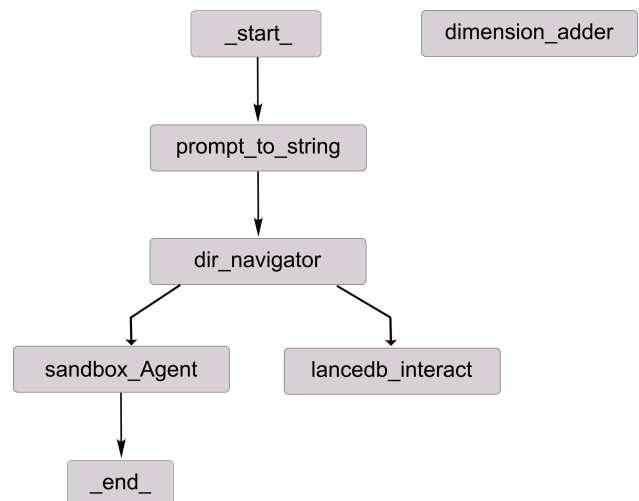 _start_
dimension_adder
prompt_to_string
dir_navigator
sandbox_Agent
lancedb_interact
_end_